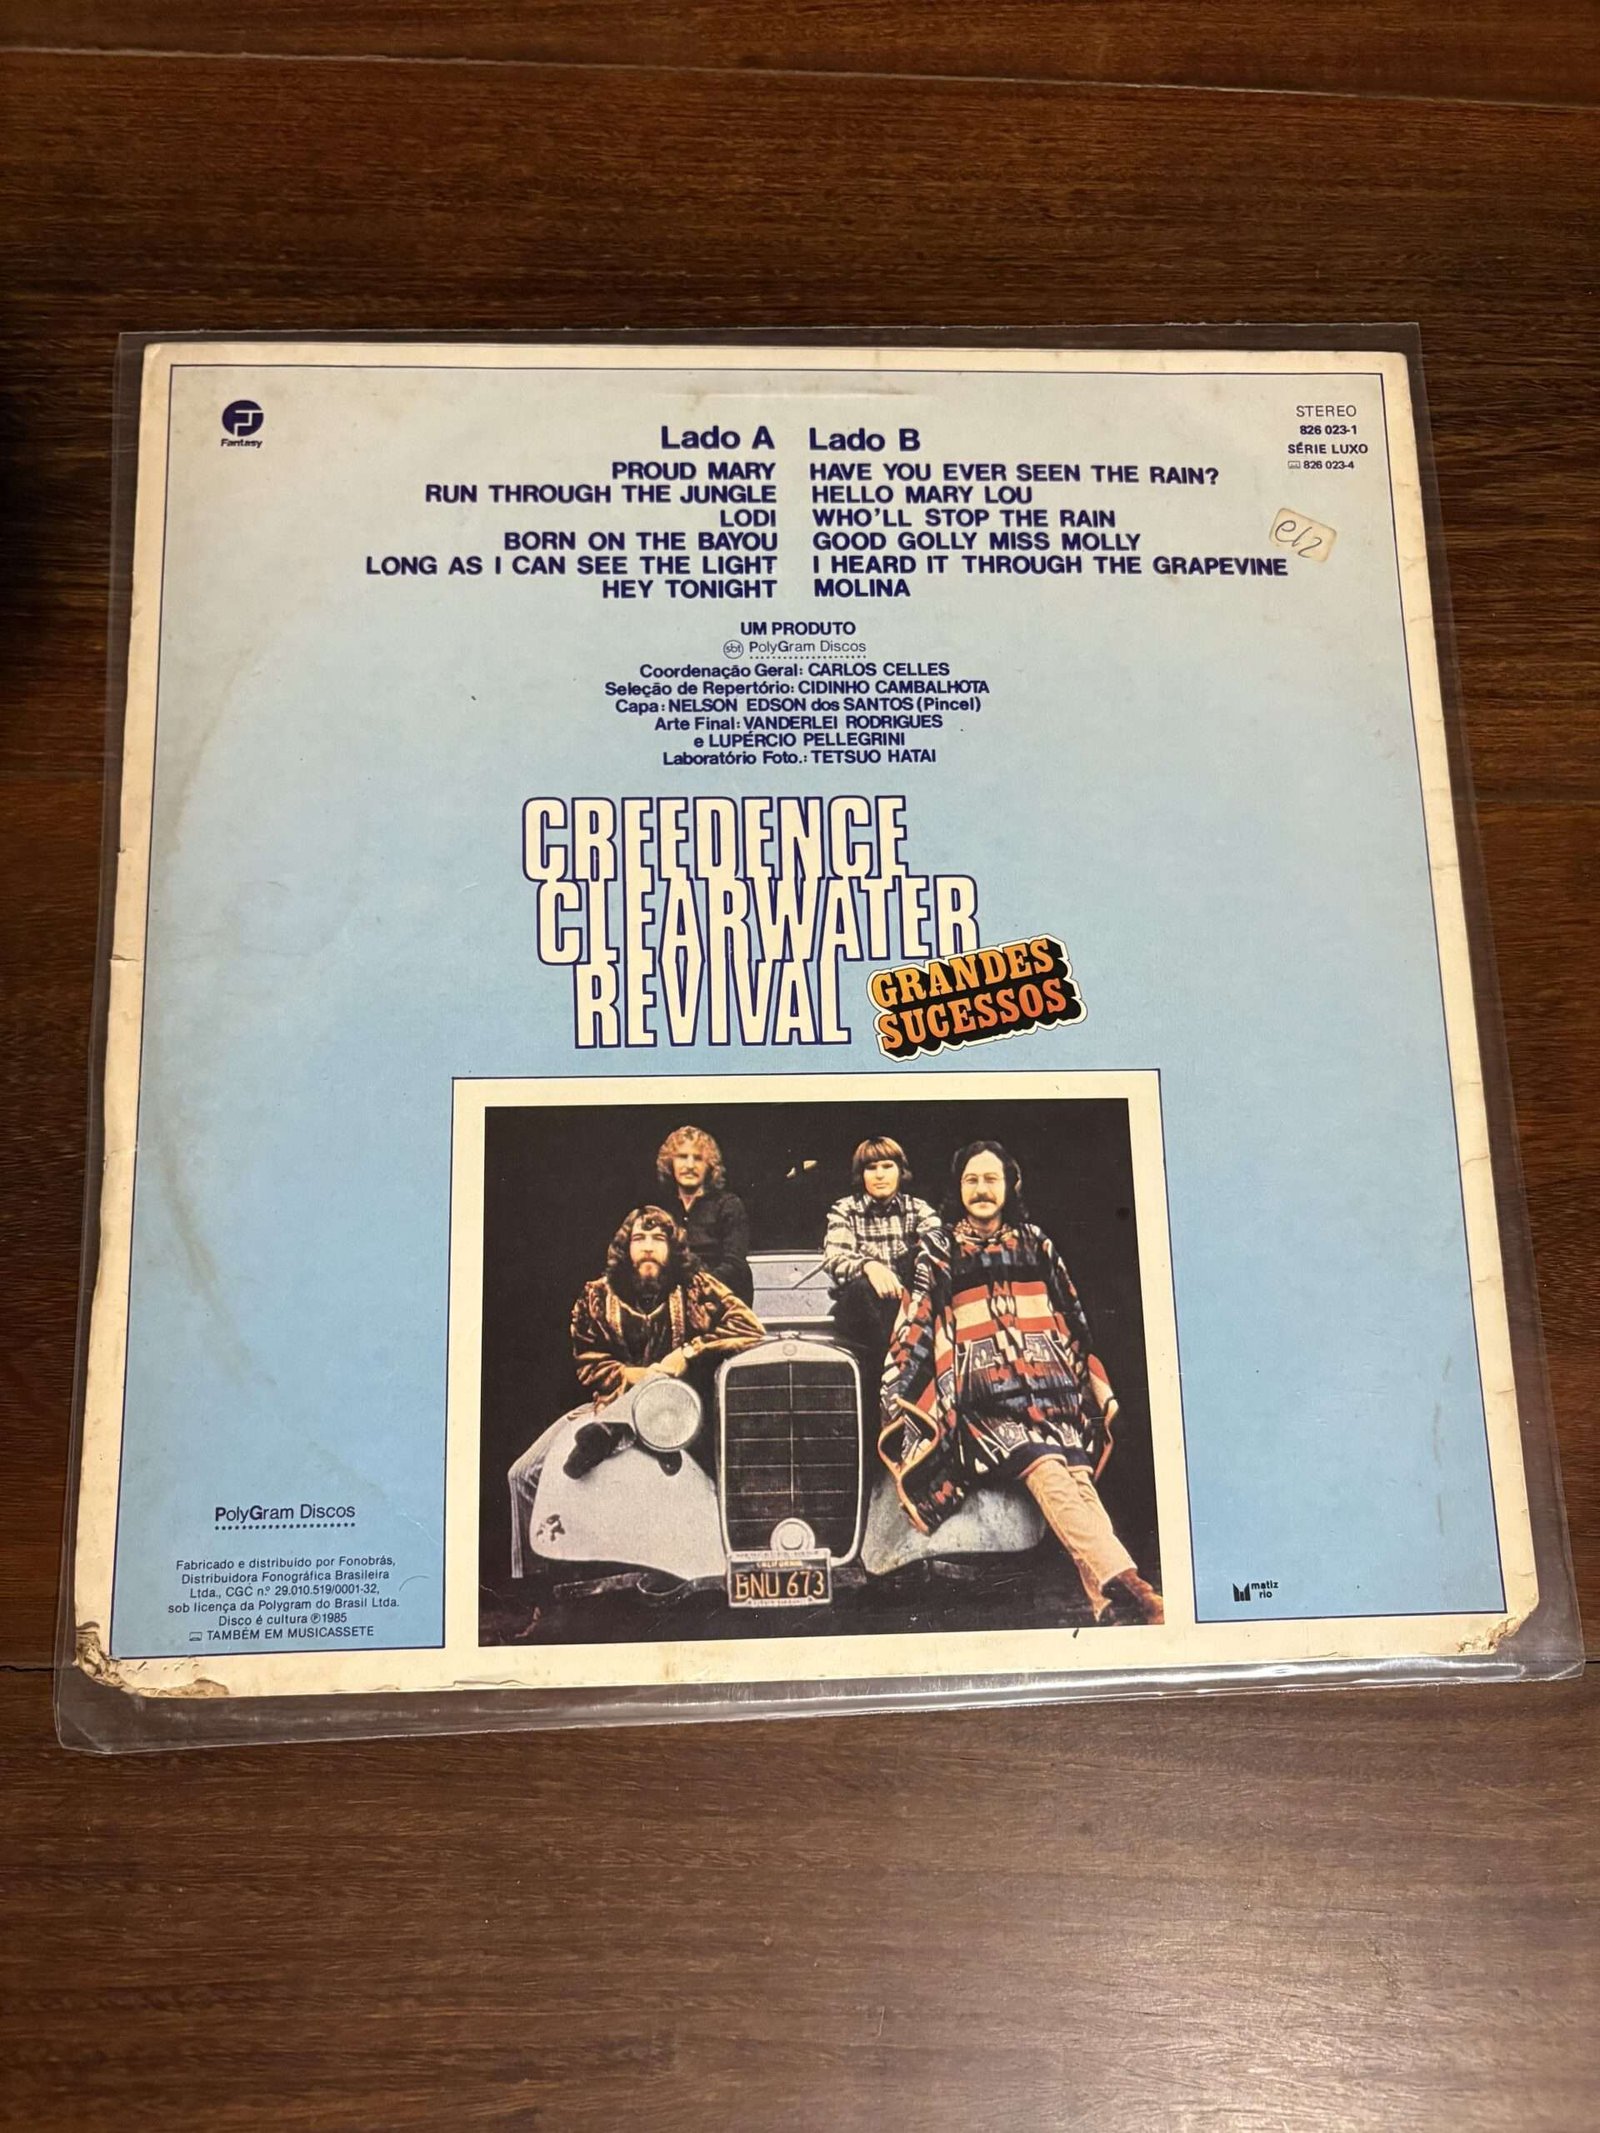 Fantasy
STEREO
826 023-1
SÉRIE LUXO
826 023-4
Lado A
PROUD MARY
RUN THROUGH THE JUNGLE
LODI
BORN ON THE BAYOU
LONG AS I CAN SEE THE LIGHT
HEY TONIGHT
Lado B
HAVE YOU EVER SEEN THE RAIN?
HELLO MARY LOU
WHO'LL STOP THE RAIN
GOOD GOLLY MISS MOLLY
I HEARD IT THROUGH THE GRAPEVINE
MOLINA
UM PRODUTO
sbt PolyGram Discos
Coordenação Geral: CARLOS CELLES
Seleção de Repertório: CIDINHO CAMBALHOTA
Capa: NELSON EDSON dos SANTOS (Pincel)
Arte Final: VANDERLEI RODRIGUES
e LUPÉRCIO PELLEGRINI
Laboratório Foto.: TETSUO HATAI
CREEDENCE
CLEARWATER
REVIVAL
GRANDES
SUCESSOS
CALIFORNIA
BNU 673
PolyGram Discos
Fabricado e distribuído por Fonobrás,
Distribuidora Fonográfica Brasileira
Ltda., CGC n.º 29.010.519/0001-32,
sob licença da Polygram do Brasil Ltda.
Disco é cultura ℗1985
TAMBÉM EM MUSICASSETE
matiz
rio